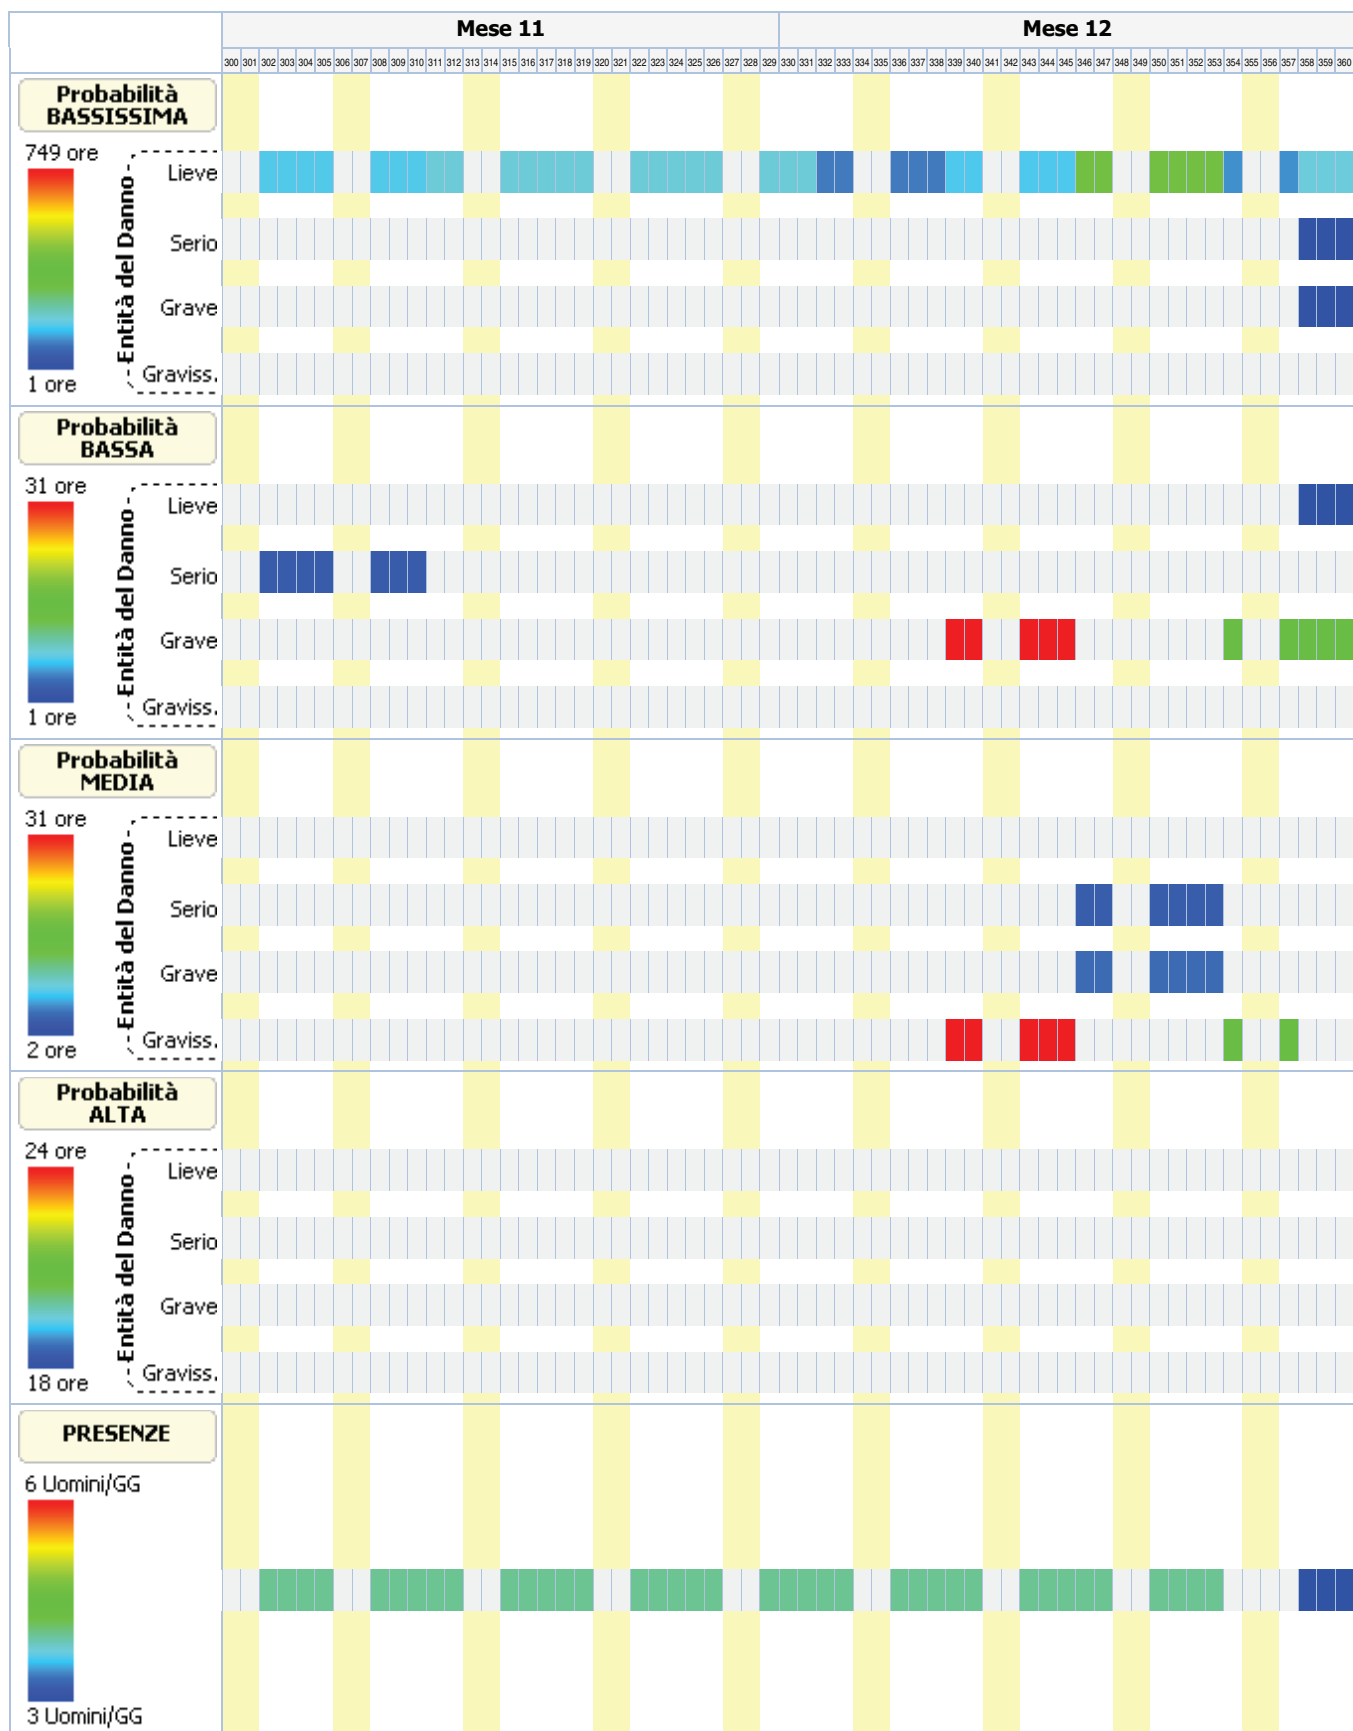 Mese 11 Mese 12
300 301 302 303 304 305 306 307 308 309 310 311 312 313 314 315 316 317 318 319 320 321 322 323 324 325 326 327 328 329 330 331 332 333 334 335 336 337 338 339 340 341 342 343 344 345 346 347 348 349 350 351 352 353 354 355 356 357 358 359 360
Probabilità
BASSISSIMA
749 ore
Entità del Danno
Lieve
Serio
Grave
Graviss.
1 ore
Probabilità
BASSA
31 ore
Entità del Danno
Lieve
Serio
Grave
Graviss.
1 ore
Probabilità
MEDIA
31 ore
Entità del Danno
Lieve
Serio
Grave
Graviss.
2 ore
Probabilità
ALTA
24 ore
Entità del Danno
Lieve
Serio
Grave
Graviss.
18 ore
PRESENZE
6 Uomini/GG
3 Uomini/GG